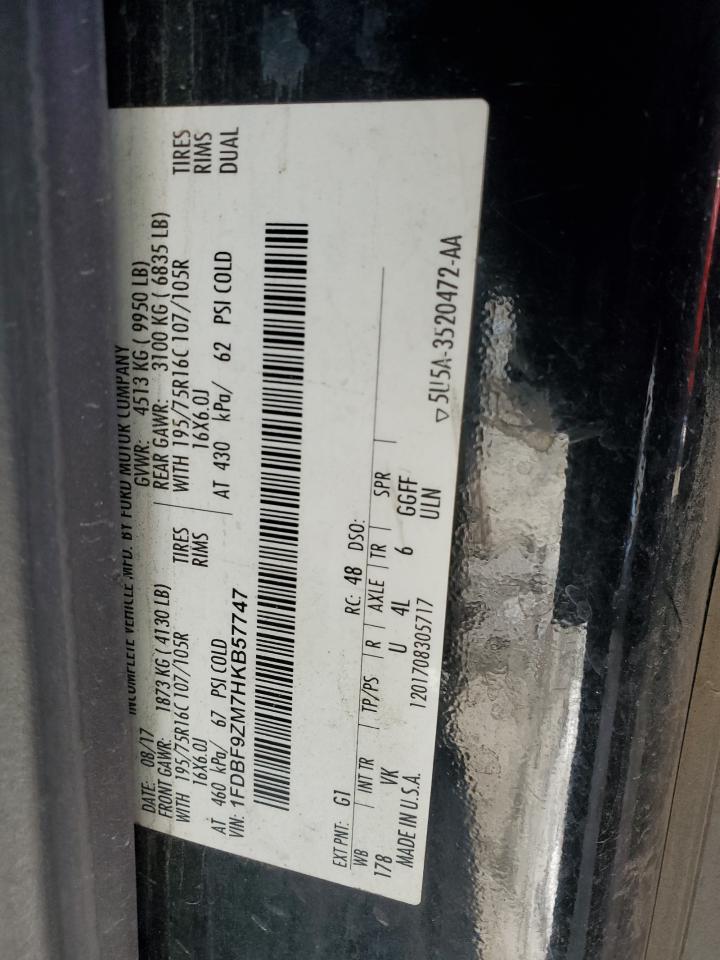 INCOMPLETE VEHICLE MFD. BY FORD MOTOR COMPANY
DATE: 08/17 GVWR: 4513 KG ( 9950 LB)
FRONT GAWR: 1873 KG ( 4130 LB) REAR GAWR: 3100 KG ( 6835 LB)
WITH 195/75R16C 107/105R TIRES WITH 195/75R16C 107/105R TIRES
16X6.0J RIMS 16X6.0J RIMS
AT 460 kPa/ 67 PSI COLD AT 430 kPa/ 62 PSI COLD DUAL
VIN: 1FDBF9ZM7HKB57747
EXT PNT: G1 RC: 48 DSO:
WB INT TR TP/PS R AXLE TR SPR
178 VK U 4L 6 GGFF
MADE IN U.S.A. 1201708305717 ULN
▽5U5A-3520472-AA